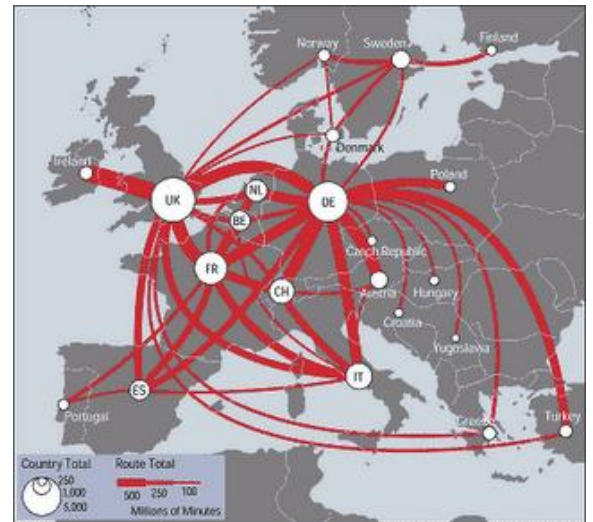 Norway
Sweden
Finland
Denmark
Ireland
UK
NL
DE
Poland
BE
Czech Republic
FR
CH
Austria
Hungary
Croatia
Yugoslavia
IT
ES
Portugal
Greece
Turkey
Country Total
250
1,000
5,000
Route Total
500 250 100
Millions of Minutes